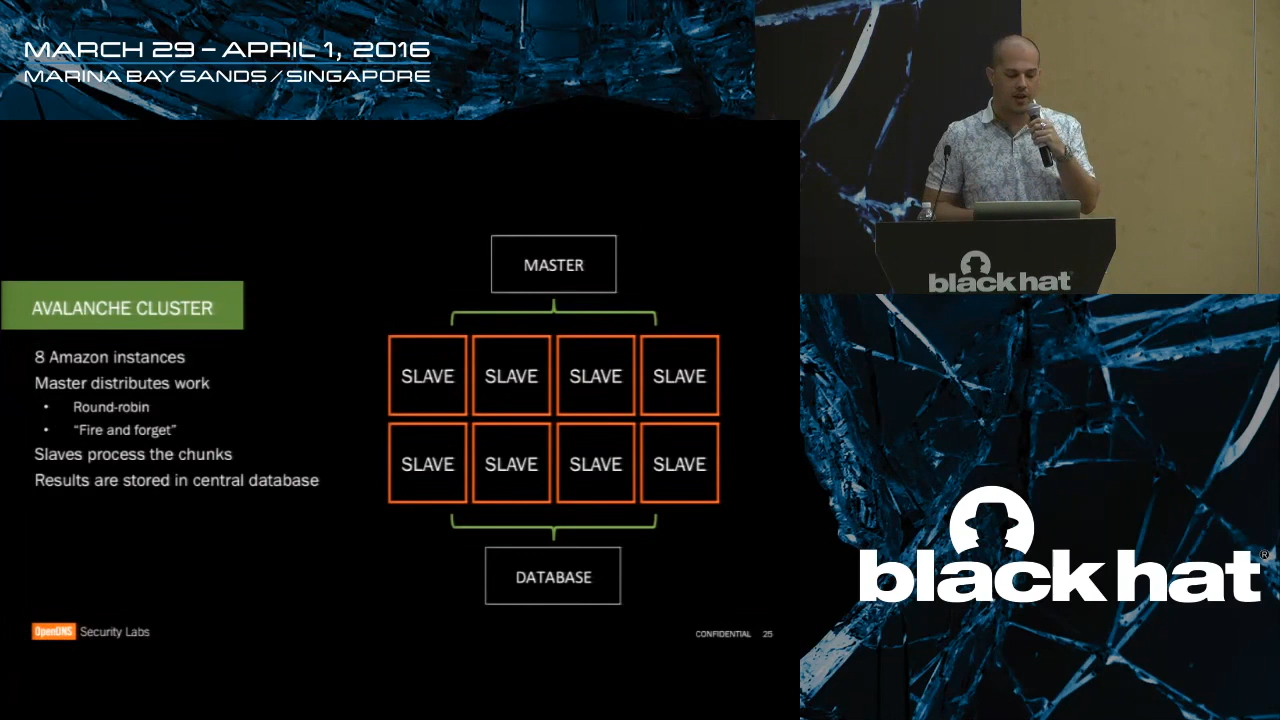 MARCH 29 – APRIL 1, 2016
MARINA BAY SANDS / SINGAPORE
AVALANCHE CLUSTER
8 Amazon instances
Master distributes work
• Round-robin
• “Fire and forget”
Slaves process the chunks
Results are stored in central database
MASTER
SLAVE SLAVE SLAVE SLAVE
SLAVE SLAVE SLAVE SLAVE
DATABASE
OpenDNS Security Labs
CONFIDENTIAL 25
black hat
black hat®